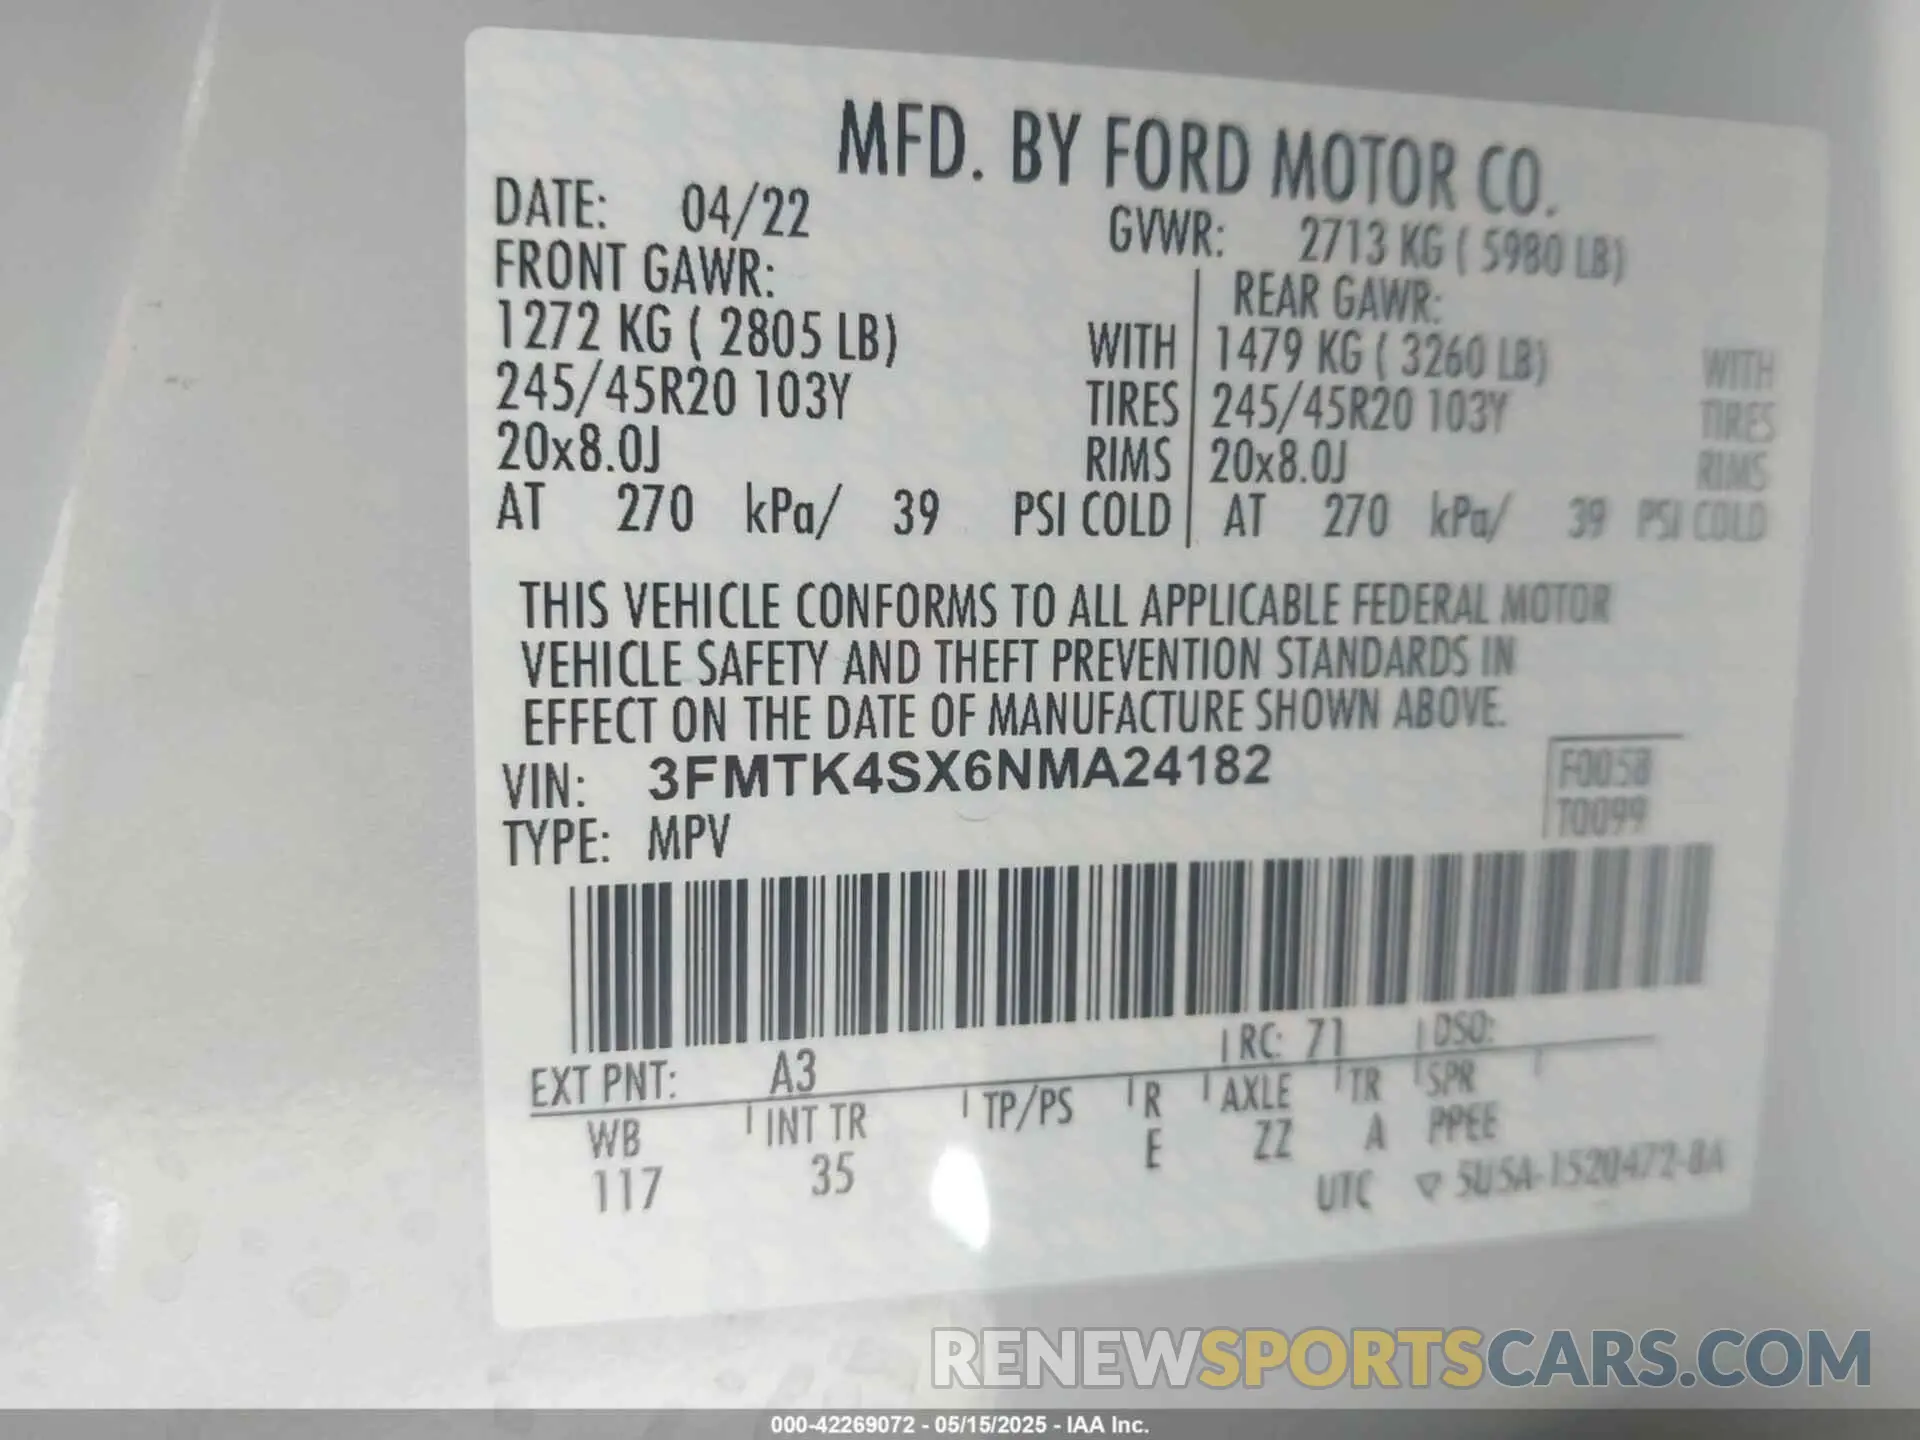 MFD. BY FORD MOTOR CO.
DATE: 04/22 GVWR: 2713 KG ( 5980 LB)
FRONT GAWR: REAR GAWR:
1272 KG ( 2805 LB) WITH 1479 KG ( 3260 LB) WITH
245/45R20 103Y TIRES 245/45R20 103Y TIRES
20x8.0J RIMS 20x8.0J RIMS
AT 270 kPa/ 39 PSI COLD AT 270 kPa/ 39 PSI COLD
THIS VEHICLE CONFORMS TO ALL APPLICABLE FEDERAL MOTOR
VEHICLE SAFETY AND THEFT PREVENTION STANDARDS IN
EFFECT ON THE DATE OF MANUFACTURE SHOWN ABOVE.
VIN: 3FMTK4SX6NMA24182
TYPE: MPV
T0099
EXT PNT: A3 RC: 71 DSO:
WB INT TR TP/PS R AXLE TR SPR
117 35 E ZZ A PPEE
UTC ▽ 5U5A-1520472-BA
RENEWSPORTSCARS.COM
000-42269072 - 05/15/2025 - IAA Inc.